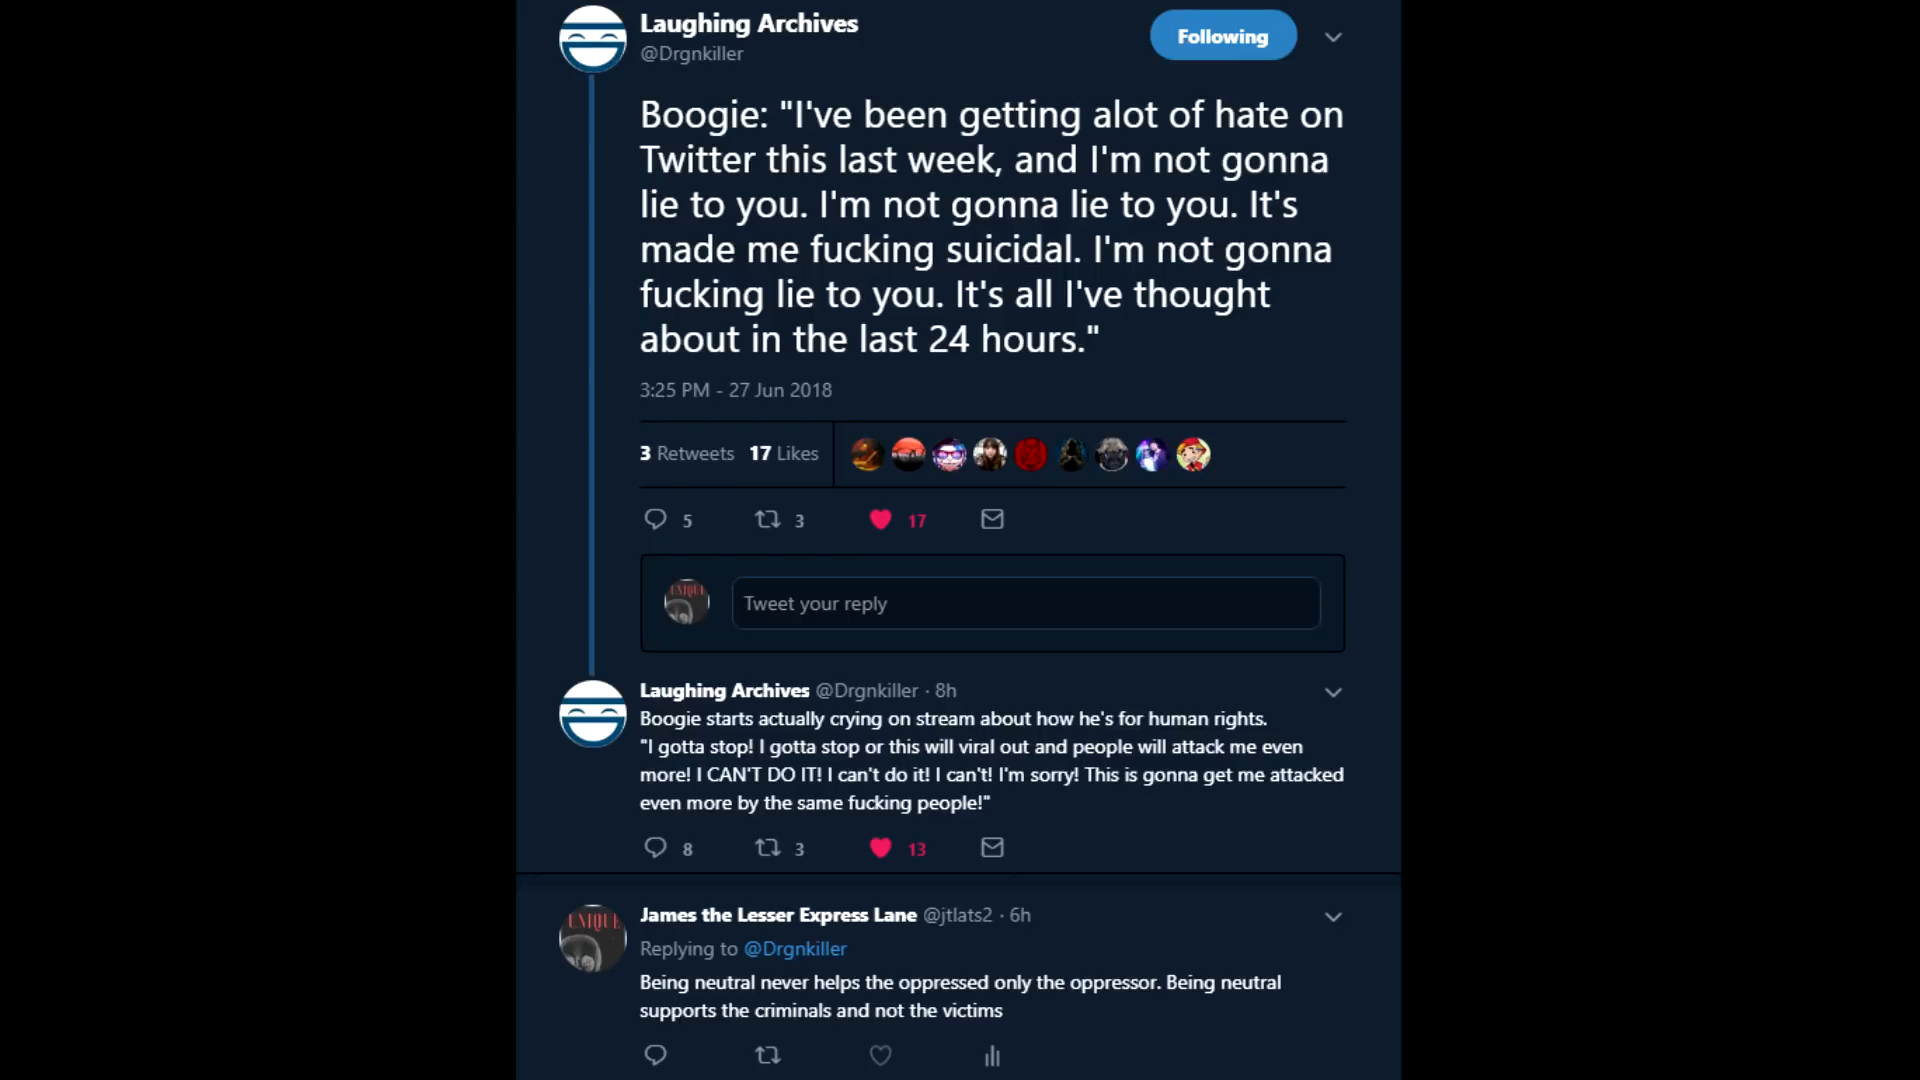 Laughing Archives
@Drgnkiller
Following
Boogie: "I've been getting alot of hate on
Twitter this last week, and I'm not gonna
lie to you. I'm not gonna lie to you. It's
made me fucking suicidal. I'm not gonna
fucking lie to you. It's all I've thought
about in the last 24 hours."
3:25 PM - 27 Jun 2018
3 Retweets 17 Likes
5 3 17
UNIQUE
Tweet your reply
Laughing Archives @Drgnkiller · 8h
Boogie starts actually crying on stream about how he's for human rights.
"I gotta stop! I gotta stop or this will viral out and people will attack me even
more! I CAN'T DO IT! I can't do it! I can't! I'm sorry! This is gonna get me attacked
even more by the same fucking people!"
8 3 13
UNIQUE
James the Lesser Express Lane @jtlats2 · 6h
Replying to @Drgnkiller
Being neutral never helps the oppressed only the oppressor. Being neutral
supports the criminals and not the victims